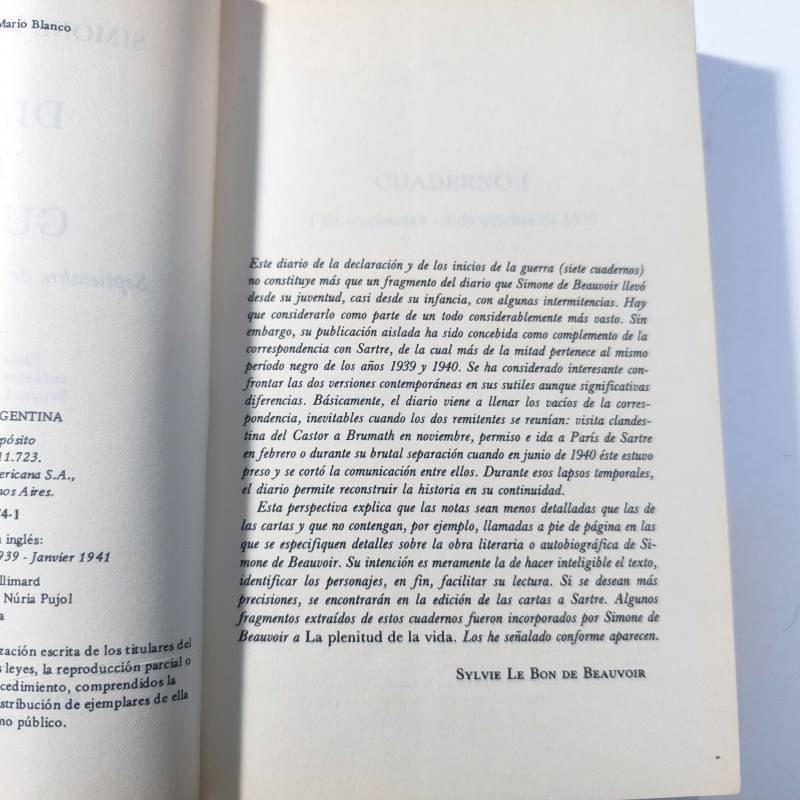 Mario Blanco
GENTINA
pósito
11.723.
ericana S.A.,
nos Aires.
4-1
inglés:
939 - Janvier 1941
llimard
Núria Pujol
a
zación escrita de los titulares del
leyes, la reproducción parcial o
cedimiento, comprendidos la
stribución de ejemplares de ella
no público.
CUADERNO I
Este diario de la declaración y de los inicios de la guerra (siete cuadernos)
no constituye más que un fragmento del diario que Simone de Beauvoir llevó
desde su juventud, casi desde su infancia, con algunas intermitencias. Hay
que considerarlo como parte de un todo considerablemente más vasto. Sin
embargo, su publicación aislada ha sido concebida como complemento de la
correspondencia con Sartre, de la cual más de la mitad pertenece al mismo
período negro de los años 1939 y 1940. Se ha considerado interesante con-
frontar las dos versiones contemporáneas en sus sutiles aunque significativas
diferencias. Básicamente, el diario viene a llenar los vacíos de la corres-
pondencia, inevitables cuando los dos remitentes se reunían: visita clandes-
tina del Castor a Brumath en noviembre, permiso e ida a París de Sartre
en febrero o durante su brutal separación cuando en junio de 1940 éste estuvo
preso y se cortó la comunicación entre ellos. Durante esos lapsos temporales,
el diario permite reconstruir la historia en su continuidad.
Esta perspectiva explica que las notas sean menos detalladas que las de
las cartas y que no contengan, por ejemplo, llamadas a pie de página en las
que se especifiquen detalles sobre la obra literaria o autobiográfica de Si-
mone de Beauvoir. Su intención es meramente la de hacer inteligible el texto,
identificar los personajes, en fin, facilitar su lectura. Si se desean más
precisiones, se encontrarán en la edición de las cartas a Sartre. Algunos
fragmentos extraídos de estos cuadernos fueron incorporados por Simone de
Beauvoir a La plenitud de la vida. Los he señalado conforme aparecen.
SYLVIE LE BON DE BEAUVOIR